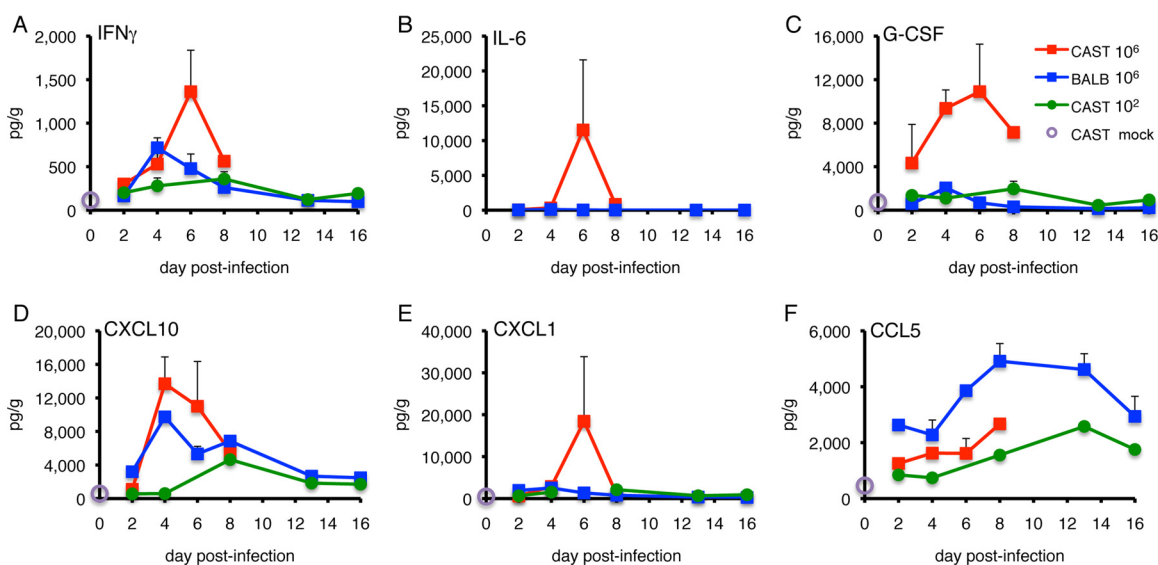 A
IFNγ
2,000
1,500
1,000
500
0
pg/g
0 2 4 6 8 10 12 14 16
day post-infection
B
IL-6
25,000
20,000
15,000
10,000
5,000
0
pg/g
0 2 4 6 8 10 12 14 16
day post-infection
C
G-CSF
16,000
12,000
8,000
4,000
0
pg/g
0 2 4 6 8 10 12 14 16
day post-infection
CAST 10⁶
BALB 10⁶
CAST 10²
CAST mock
D
CXCL10
20,000
16,000
12,000
8,000
4,000
0
pg/g
0 2 4 6 8 10 12 14 16
day post-infection
E
CXCL1
40,000
30,000
20,000
10,000
0
pg/g
0 2 4 6 8 10 12 14 16
day post-infection
F
CCL5
6,000
4,000
2,000
0
pg/g
0 2 4 6 8 10 12 14 16
day post-infection